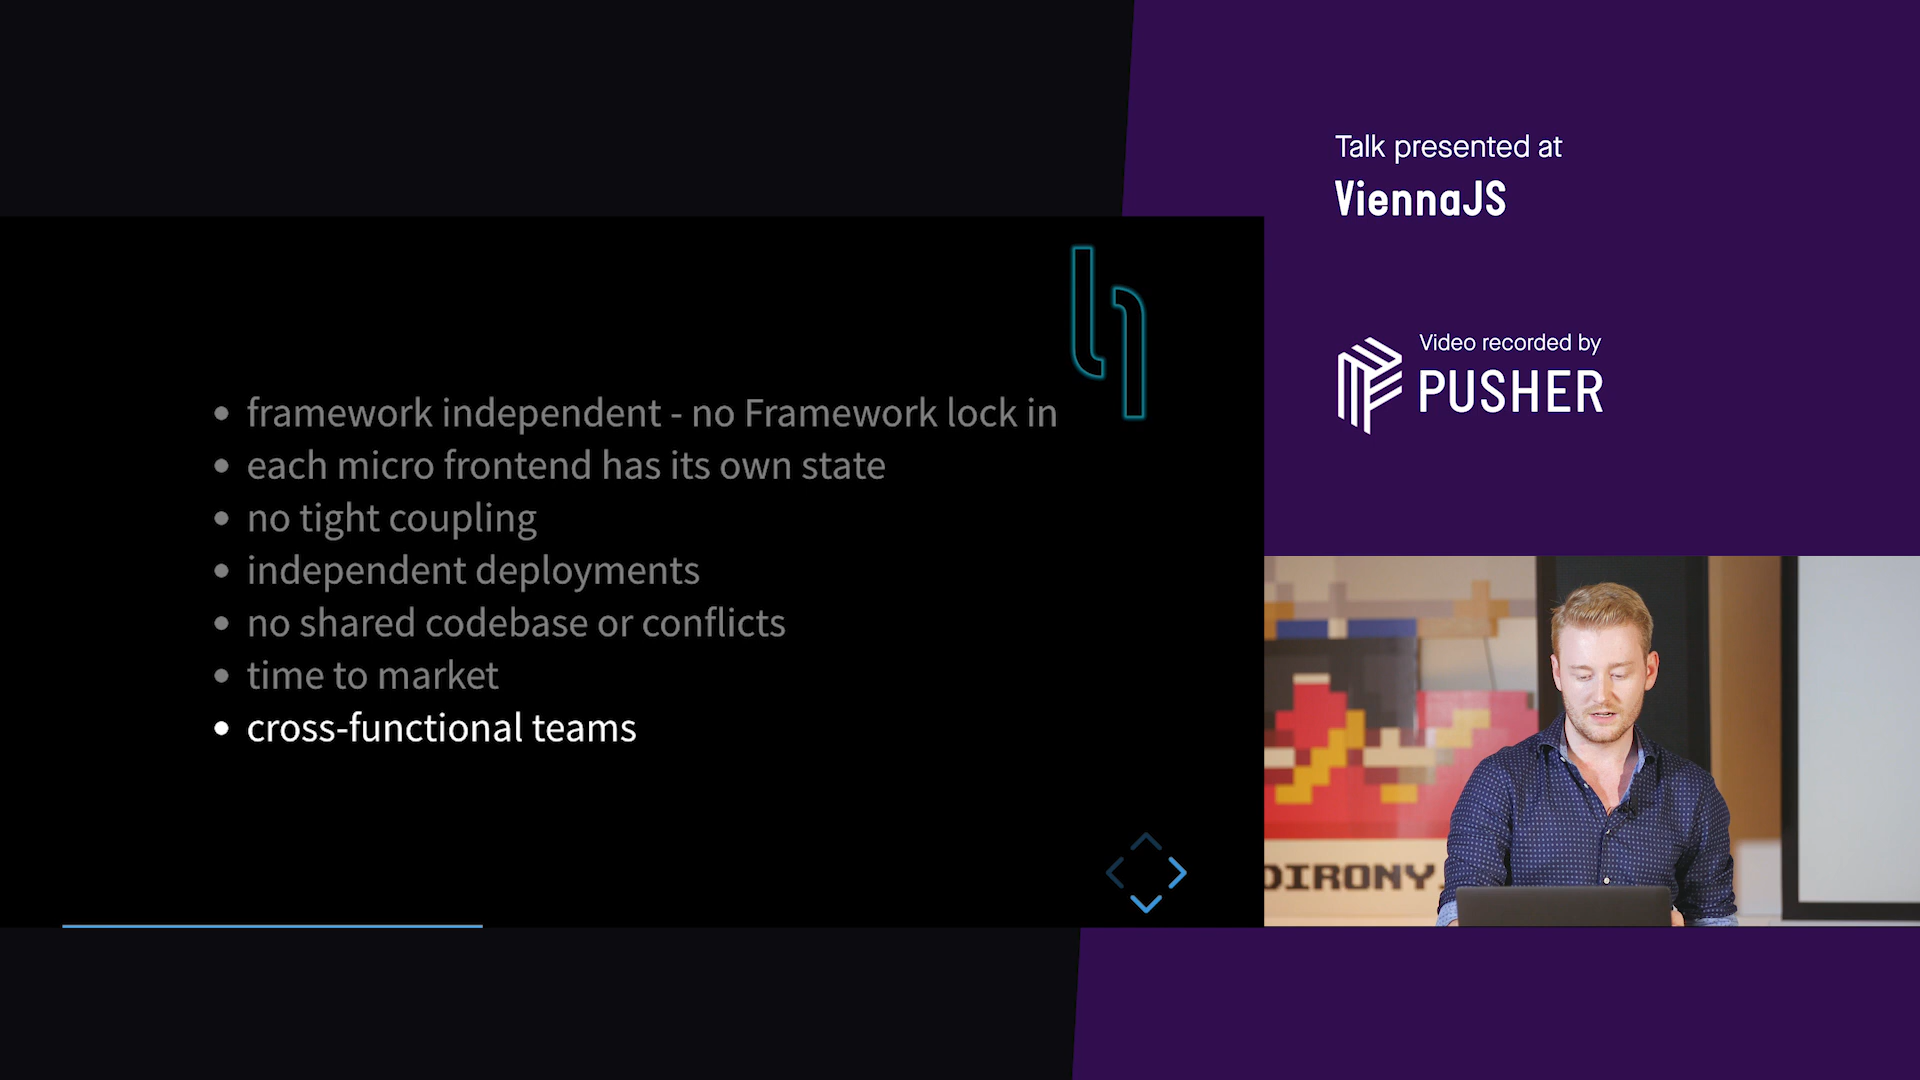 Talk presented at
ViennaJS
Video recorded by
PUSHER
framework independent - no Framework lock in
each micro frontend has its own state
no tight coupling
independent deployments
no shared codebase or conflicts
time to market
cross-functional teams
DIRONY.